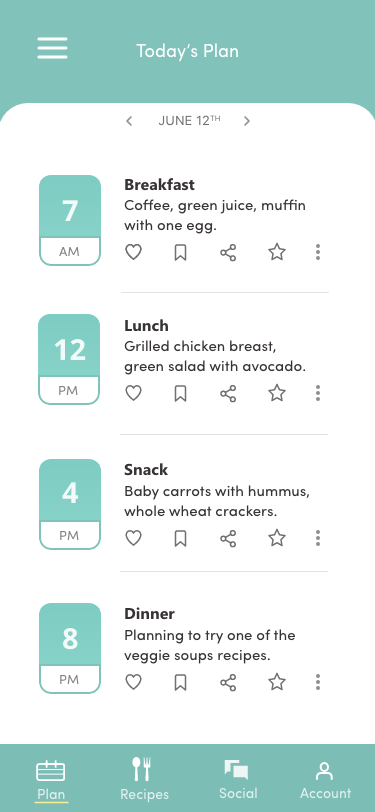 Today's Plan
JUNE 12TH
7
AM
Breakfast
Coffee, green juice, muffin
with one egg.
12
PM
Lunch
Grilled chicken breast,
green salad with avocado.
4
PM
Snack
Baby carrots with hummus,
whole wheat crackers.
8
PM
Dinner
Planning to try one of the
veggie soups recipes.
Plan
Recipes
Social
Account